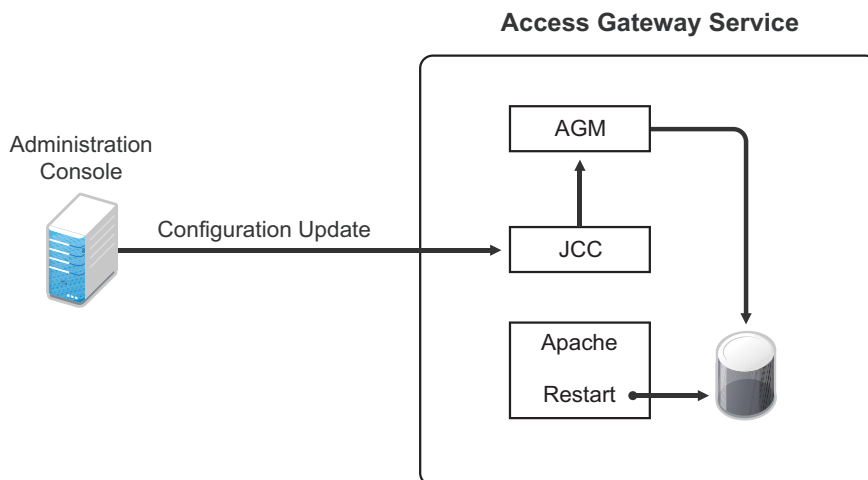 Access Gateway Service
AGM
Administration
Console
Configuration Update
JCC
Apache
Restart